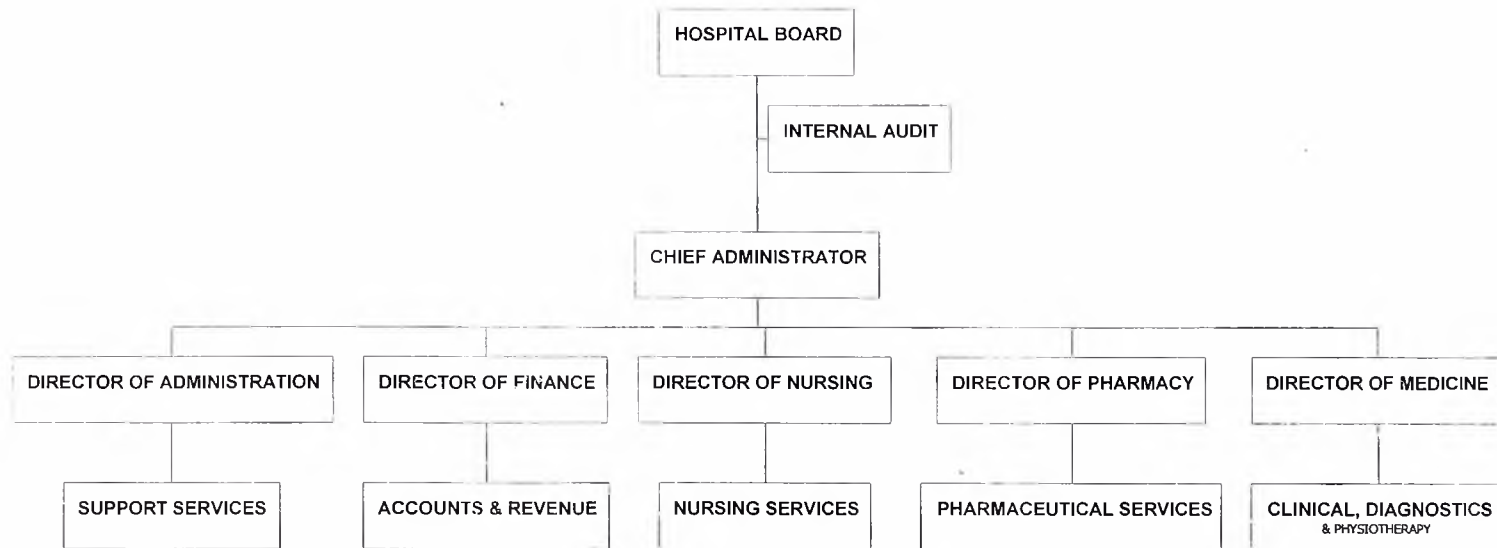 HOSPITAL BOARD
INTERNAL AUDIT
CHIEF ADMINISTRATOR
DIRECTOR OF ADMINISTRATION
DIRECTOR OF FINANCE
DIRECTOR OF NURSING
DIRECTOR OF PHARMACY
DIRECTOR OF MEDICINE
SUPPORT SERVICES
ACCOUNTS & REVENUE
NURSING SERVICES
PHARMACEUTICAL SERVICES
CLINICAL, DIAGNOSTICS
& PHYSIOTHERAPY